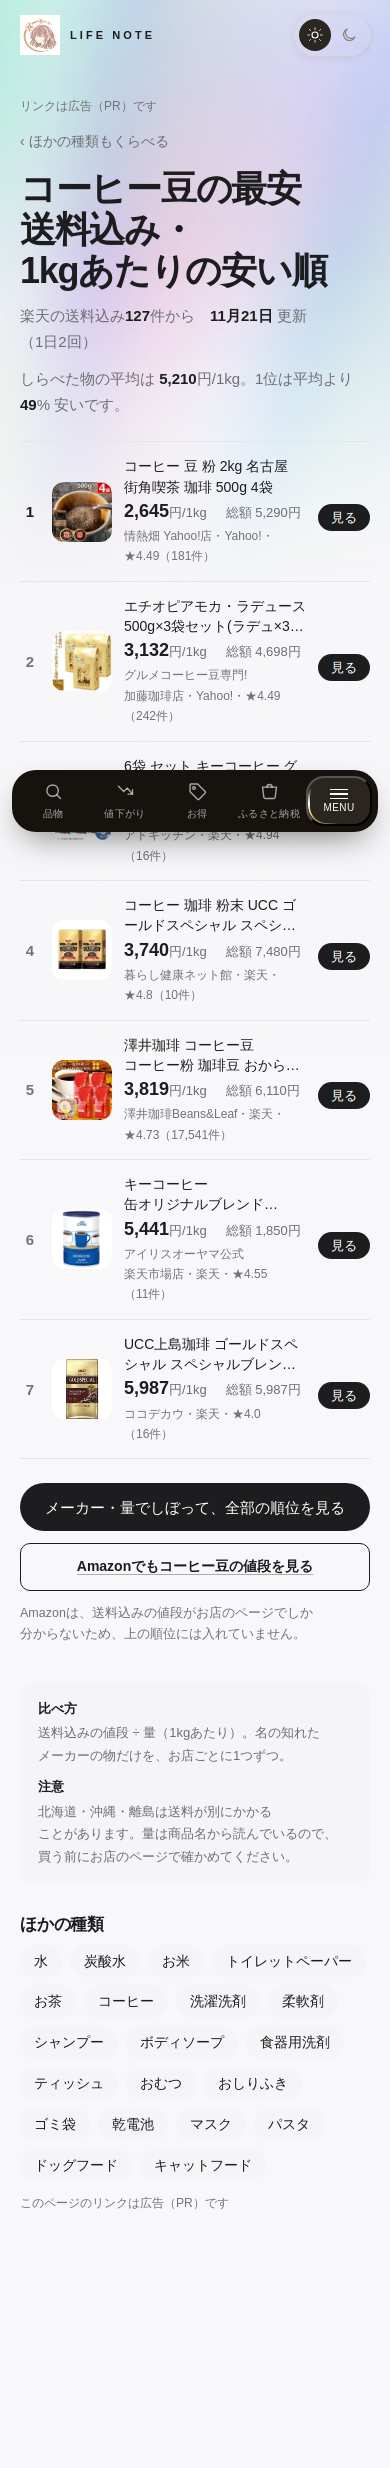 LIFE NOTE
リンクは広告（PR）です
‹ ほかの種類もくらべる
コーヒー豆の最安
送料込み・
1kgあたりの安い順
楽天の送料込み127件から　11月21日 更新
（1日2回）
しらべた物の平均は 5,210円/1kg。1位は平均より
49% 安いです。
1
コーヒー 豆 粉 2kg 名古屋
街角喫茶 珈琲 500g 4袋
2,645円/1kg 総額 5,290円
情熱畑 Yahoo!店・Yahoo!・
★4.49（181件）
見る
2
エチオピアモカ・ラデュース
500g×3袋セット(ラデュ×3…
3,132円/1kg 総額 4,698円
グルメコーヒー豆専門!
加藤珈琲店・Yahoo!・★4.49
（242件）
見る
6袋 セット キーコーヒー グ
品物
値下がり
お得
ふるさと納税
MENU
アトキッチン・楽天・★4.94
（16件）
4
コーヒー 珈琲 粉末 UCC ゴ
ールドスペシャル スペシ…
3,740円/1kg 総額 7,480円
暮らし健康ネット館・楽天・
★4.8（10件）
見る
5
澤井珈琲 コーヒー豆
コーヒー粉 珈琲豆 おから…
3,819円/1kg 総額 6,110円
澤井珈琲Beans&Leaf・楽天・
★4.73（17,541件）
見る
6
キーコーヒー
缶オリジナルブレンド…
5,441円/1kg 総額 1,850円
アイリスオーヤマ公式
楽天市場店・楽天・★4.55
（11件）
見る
7
UCC上島珈琲 ゴールドスペ
シャル スペシャルブレン…
5,987円/1kg 総額 5,987円
ココデカウ・楽天・★4.0
（16件）
見る
メーカー・量でしぼって、全部の順位を見る
Amazonでもコーヒー豆の値段を見る
Amazonは、送料込みの値段がお店のページでしか
分からないため、上の順位には入れていません。
比べ方
送料込みの値段 ÷ 量（1kgあたり）。名の知れた
メーカーの物だけを、お店ごとに1つずつ。
注意
北海道・沖縄・離島は送料が別にかかる
ことがあります。量は商品名から読んでいるので、
買う前にお店のページで確かめてください。
ほかの種類
水 炭酸水 お米 トイレットペーパー
お茶 コーヒー 洗濯洗剤 柔軟剤
シャンプー ボディソープ 食器用洗剤
ティッシュ おむつ おしりふき
ゴミ袋 乾電池 マスク パスタ
ドッグフード キャットフード
このページのリンクは広告（PR）です